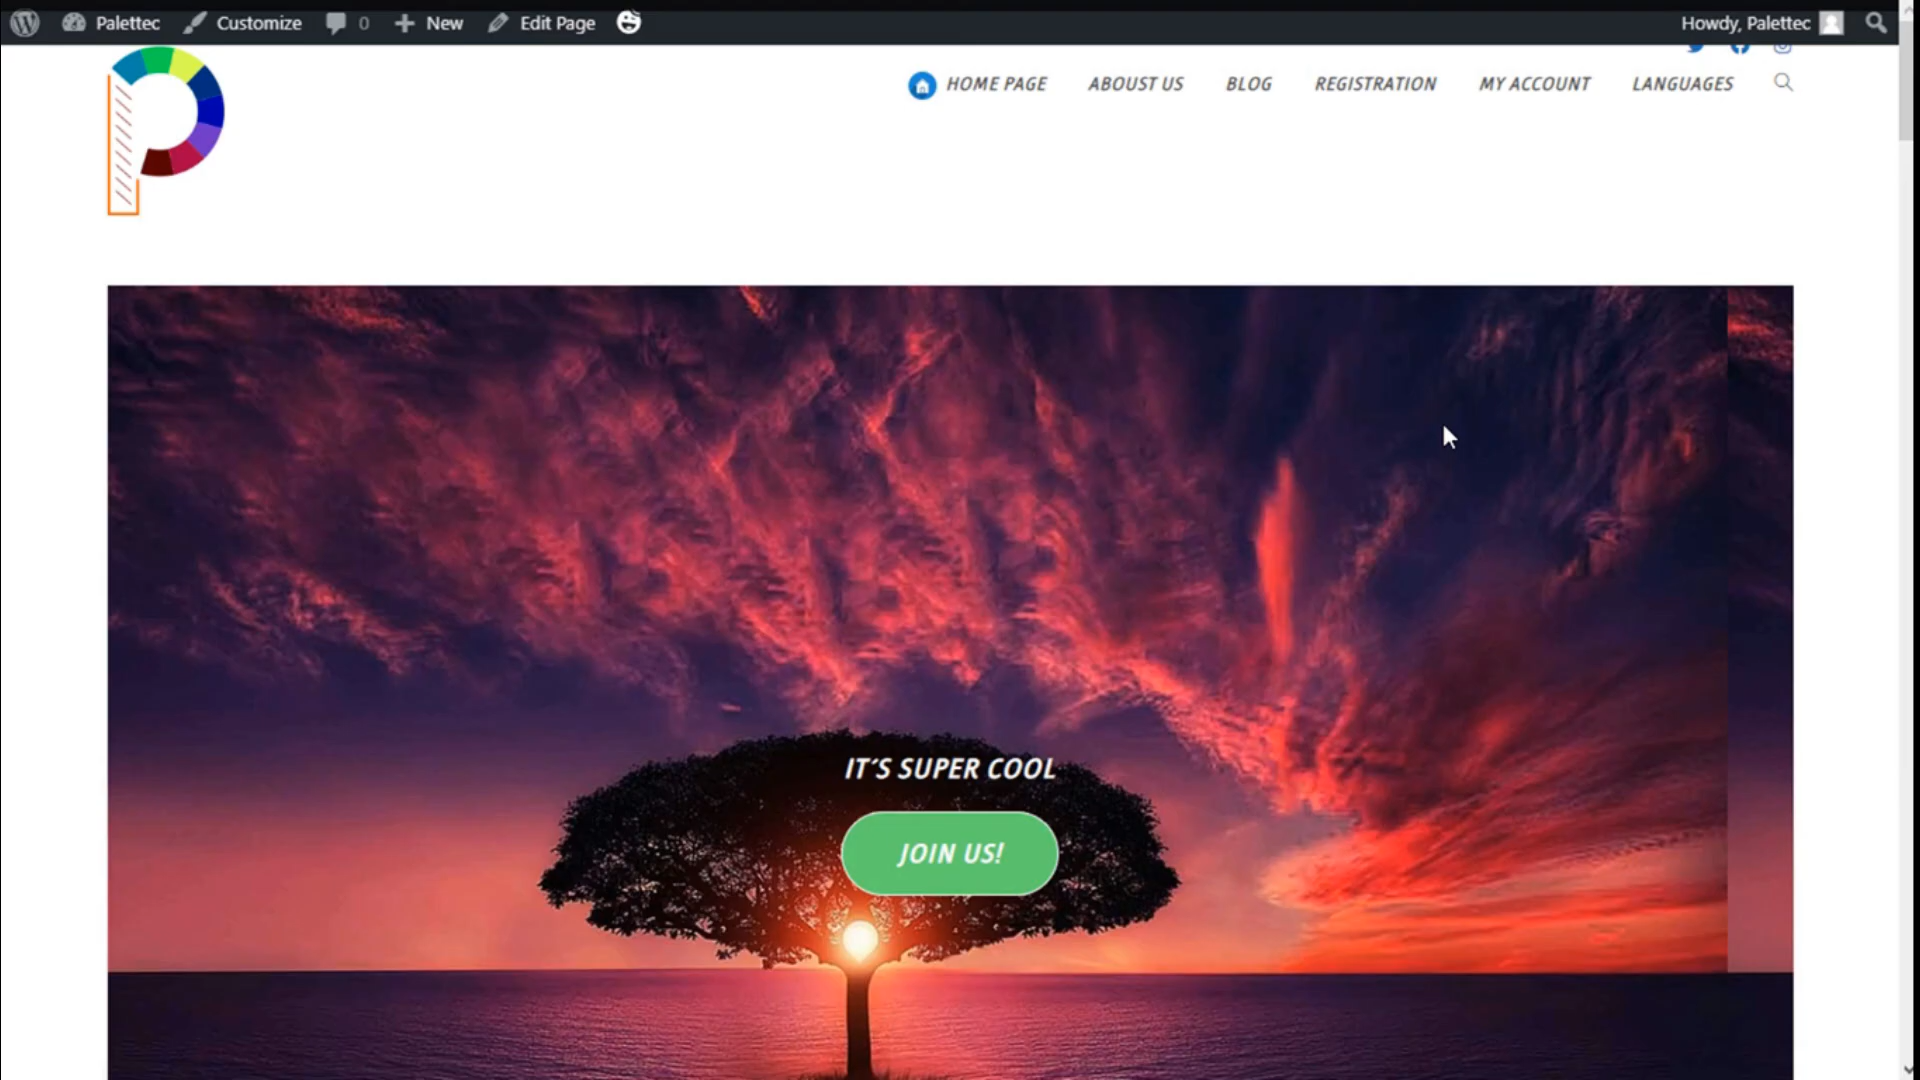 Palettec Customize 0 New Edit Page Howdy, Palettec
HOME PAGE ABOUST US BLOG REGISTRATION MY ACCOUNT LANGUAGES
IT'S SUPER COOL
JOIN US!